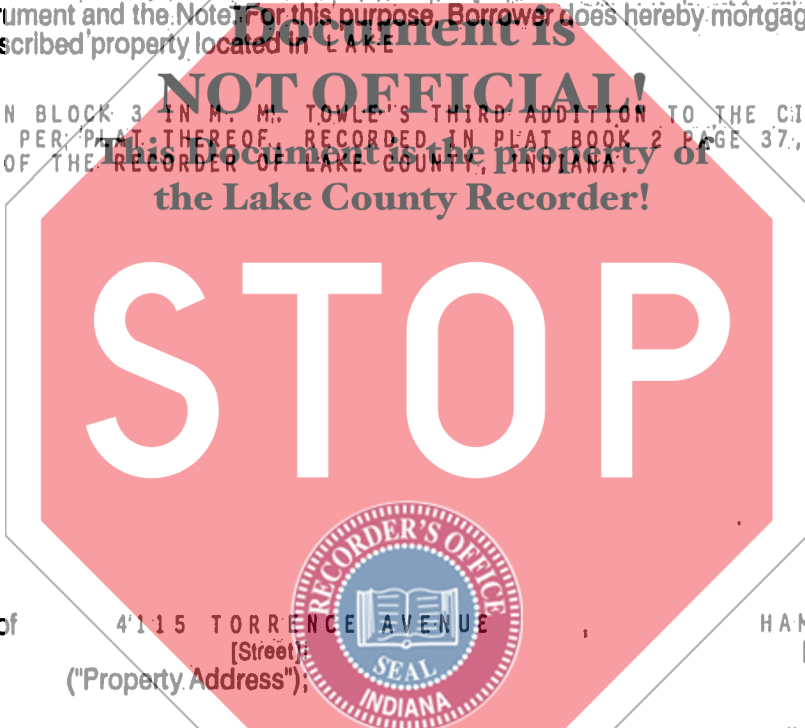 ument and the Note. For this purpose, Borrower does hereby mortgag
scribed property located in LAKE
Document is
NOT OFFICIAL!
N BLOCK 3 IN M. M. TOWLE'S THIRD ADDITION TO THE CI
PER PLAT THEREOF, RECORDED IN PLAT BOOK 2 PAGE 37,
OF THE RECORDER OF LAKE COUNTY, INDIANA.
This Document is the property of
the Lake County Recorder!
STOP
RECORDER'S OFFICE
SEAL
INDIANA
of 4115 TORRENCE AVENUE , HAM
[Street]
("Property Address");